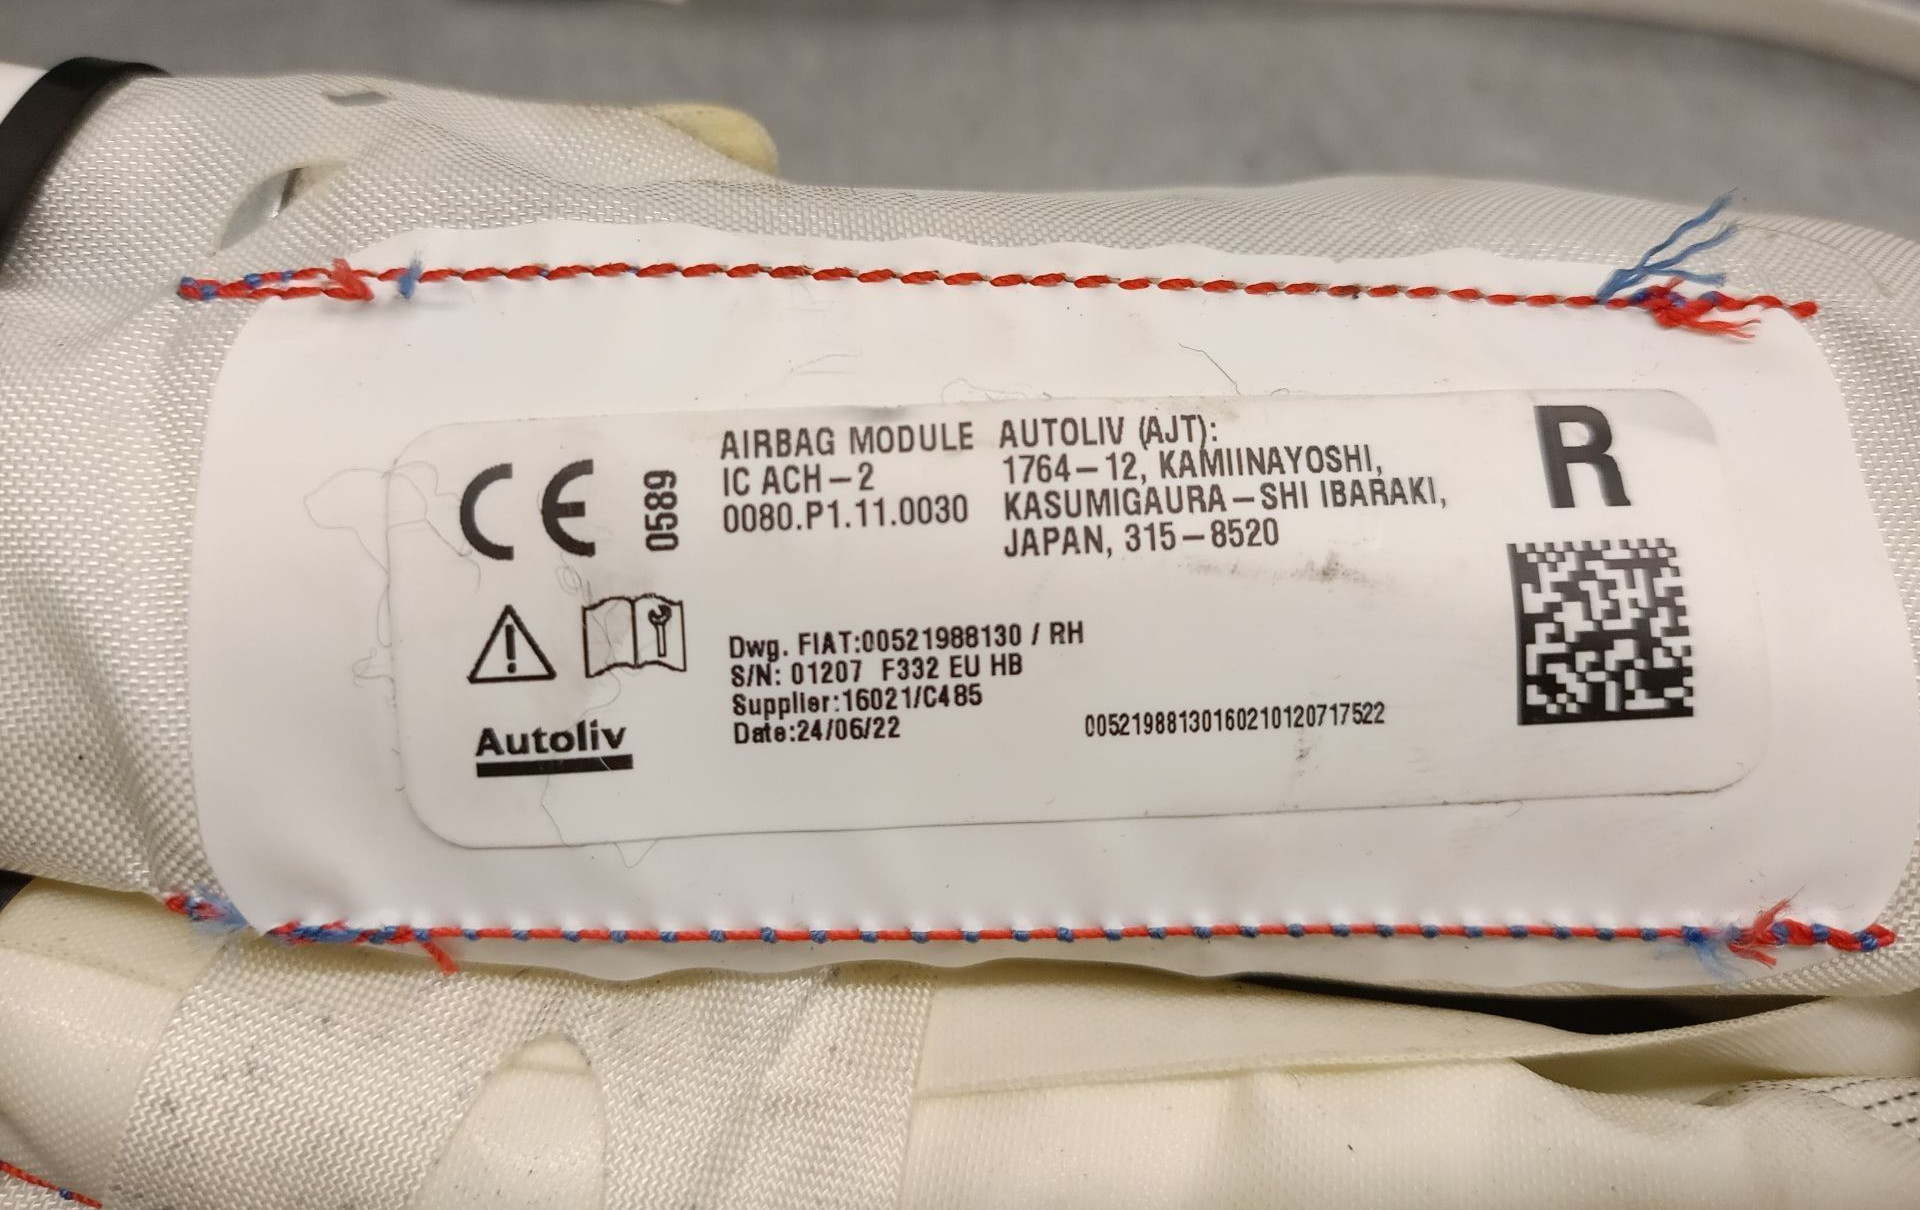 CE 0589
AIRBAG MODULE
IC ACH-2
0080.P1.11.0030
AUTOLIV (AJT):
1764-12, KAMIINAYOSHI,
KASUMIGAURA-SHI IBARAKI,
JAPAN, 315-8520
R
Dwg. FIAT:00521988130 / RH
S/N: 01207 F332 EU HB
Supplier:16021/C485
Date:24/06/22
00521988130160210120717522
Autoliv